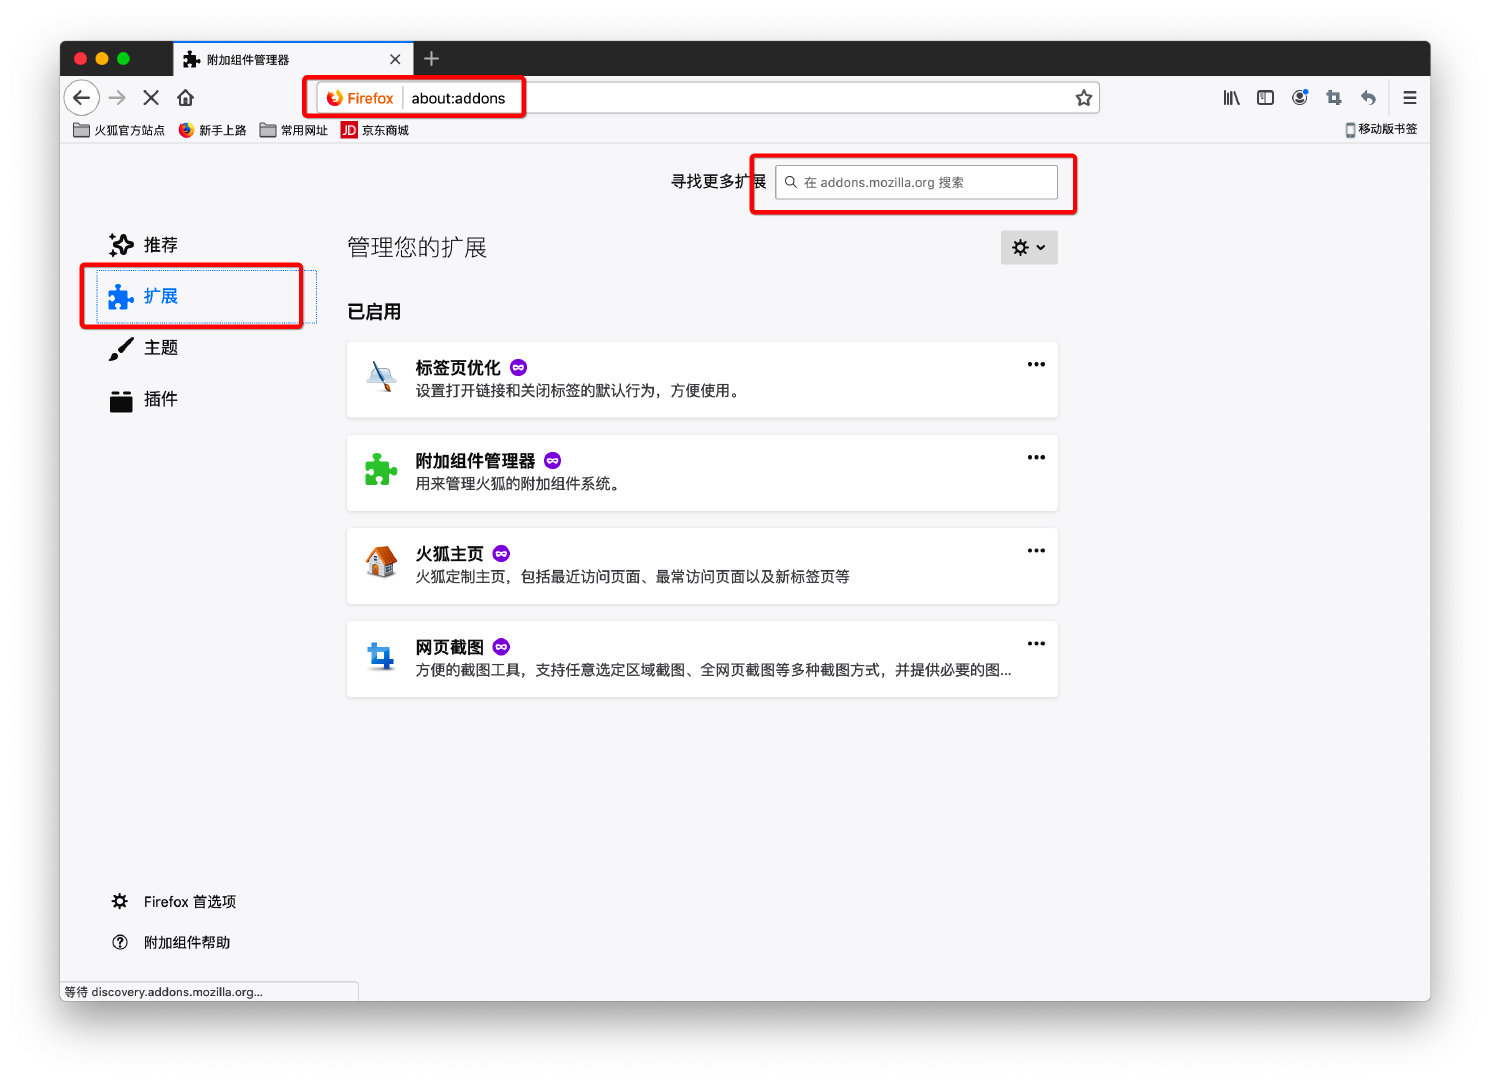 附加组件管理器
Firefox about:addons
火狐官方站点 新手上路 常用网址 JD 京东商城 移动版书签
寻找更多扩展 在 addons.mozilla.org 搜索
推荐
扩展
主题
插件
管理您的扩展
已启用
标签页优化
设置打开链接和关闭标签的默认行为，方便使用。
附加组件管理器
用来管理火狐的附加组件系统。
火狐主页
火狐定制主页，包括最近访问页面、最常访问页面以及新标签页等
网页截图
方便的截图工具，支持任意选定区域截图、全网页截图等多种截图方式，并提供必要的图...
Firefox 首选项
附加组件帮助
等待 discovery.addons.mozilla.org...